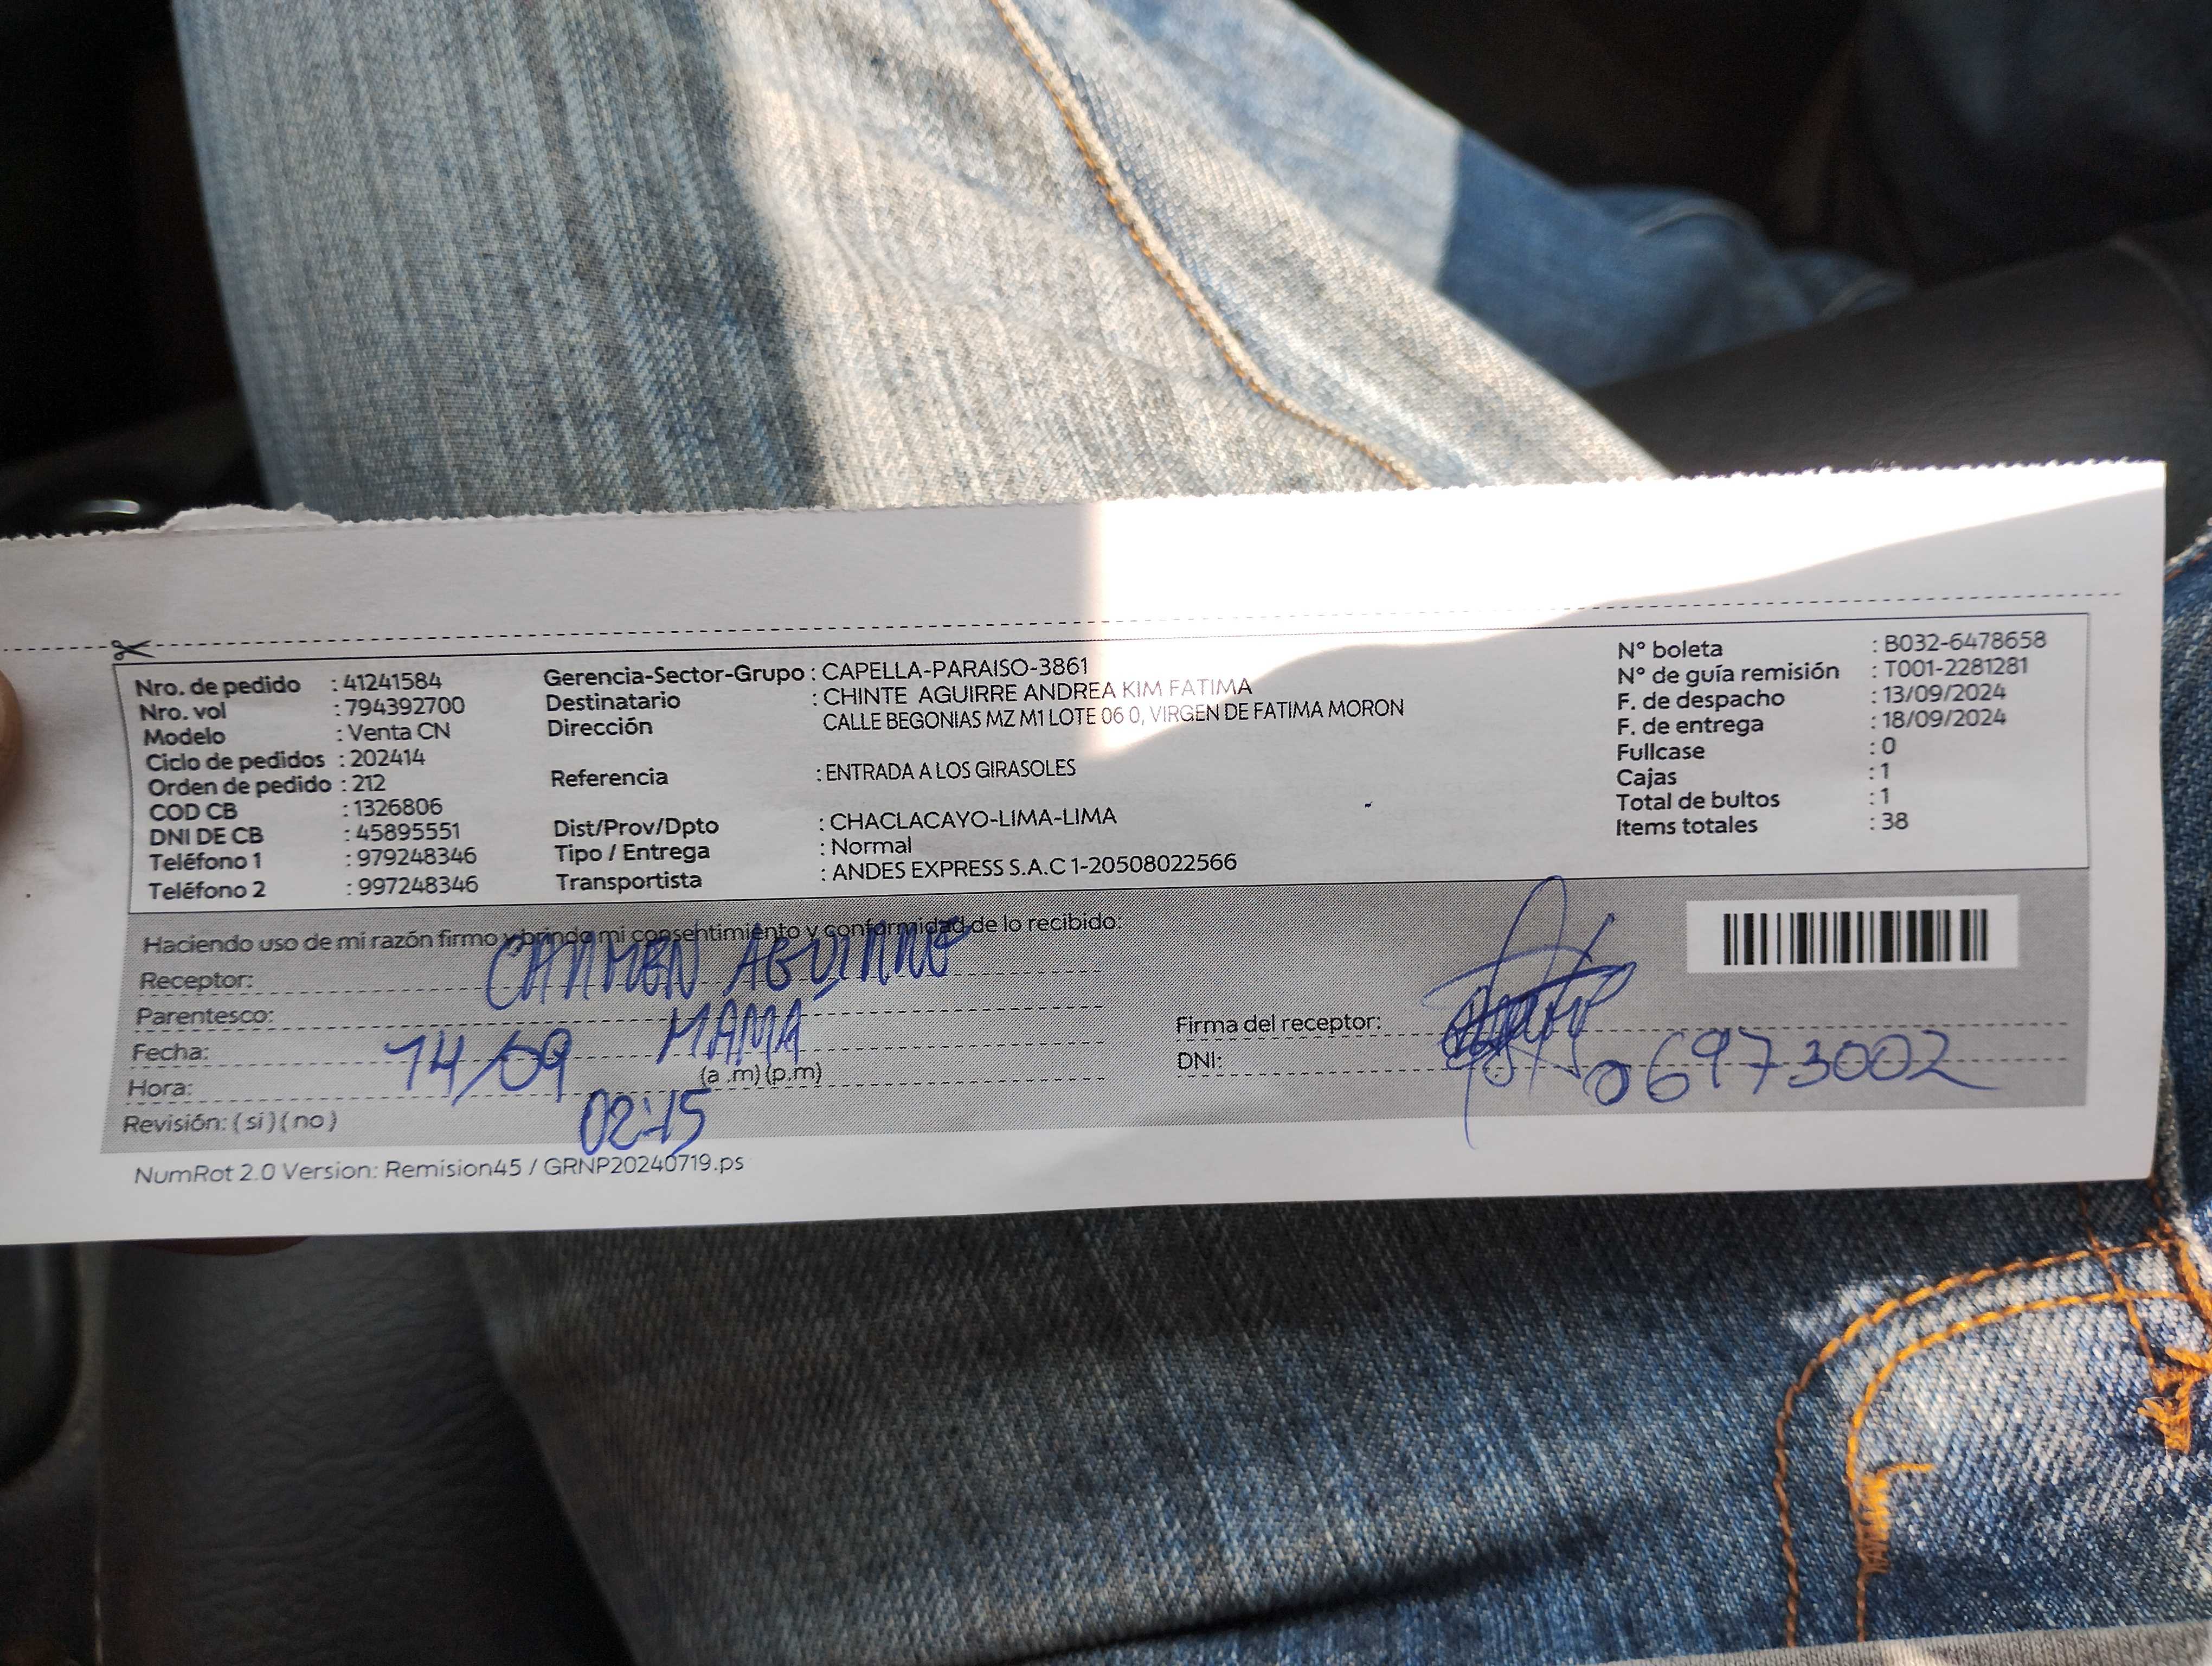 Nro. de pedido : 41241584
Nro. vol : 794392700
Modelo : Venta CN
Ciclo de pedidos : 202414
Orden de pedido : 212
COD CB : 1326806
DNI DE CB : 45895551
Teléfono 1 : 979248346
Teléfono 2 : 997248346
Gerencia-Sector-Grupo : CAPELLA-PARAISO-3861
Destinatario : CHINTE AGUIRRE ANDREA KIM FATIMA
Dirección CALLE BEGONIAS MZ M1 LOTE 06 0, VIRGEN DE FATIMA MORON
Referencia : ENTRADA A LOS GIRASOLES
Dist/Prov/Dpto : CHACLACAYO-LIMA-LIMA
Tipo / Entrega : Normal
Transportista : ANDES EXPRESS S.A.C 1-20508022566
N° boleta : B032-6478658
N° de guía remisión : T001-2281281
F. de despacho : 13/09/2024
F. de entrega : 18/09/2024
Fullcase : 0
Cajas : 1
Total de bultos : 1
Items totales : 38
Haciendo uso de mi razón firmo y brindo mi consentimiento y conformidad de lo recibido:
Receptor: CARMEN AGUIRRE
Parentesco: MAMA
Fecha: 14/09
Hora: 02:15 (a .m) (p.m)
Revisión: ( si ) ( no )
Firma del receptor:
DNI: 06973002
NumRot 2.0 Version: Remision45 / GRNP20240719.ps